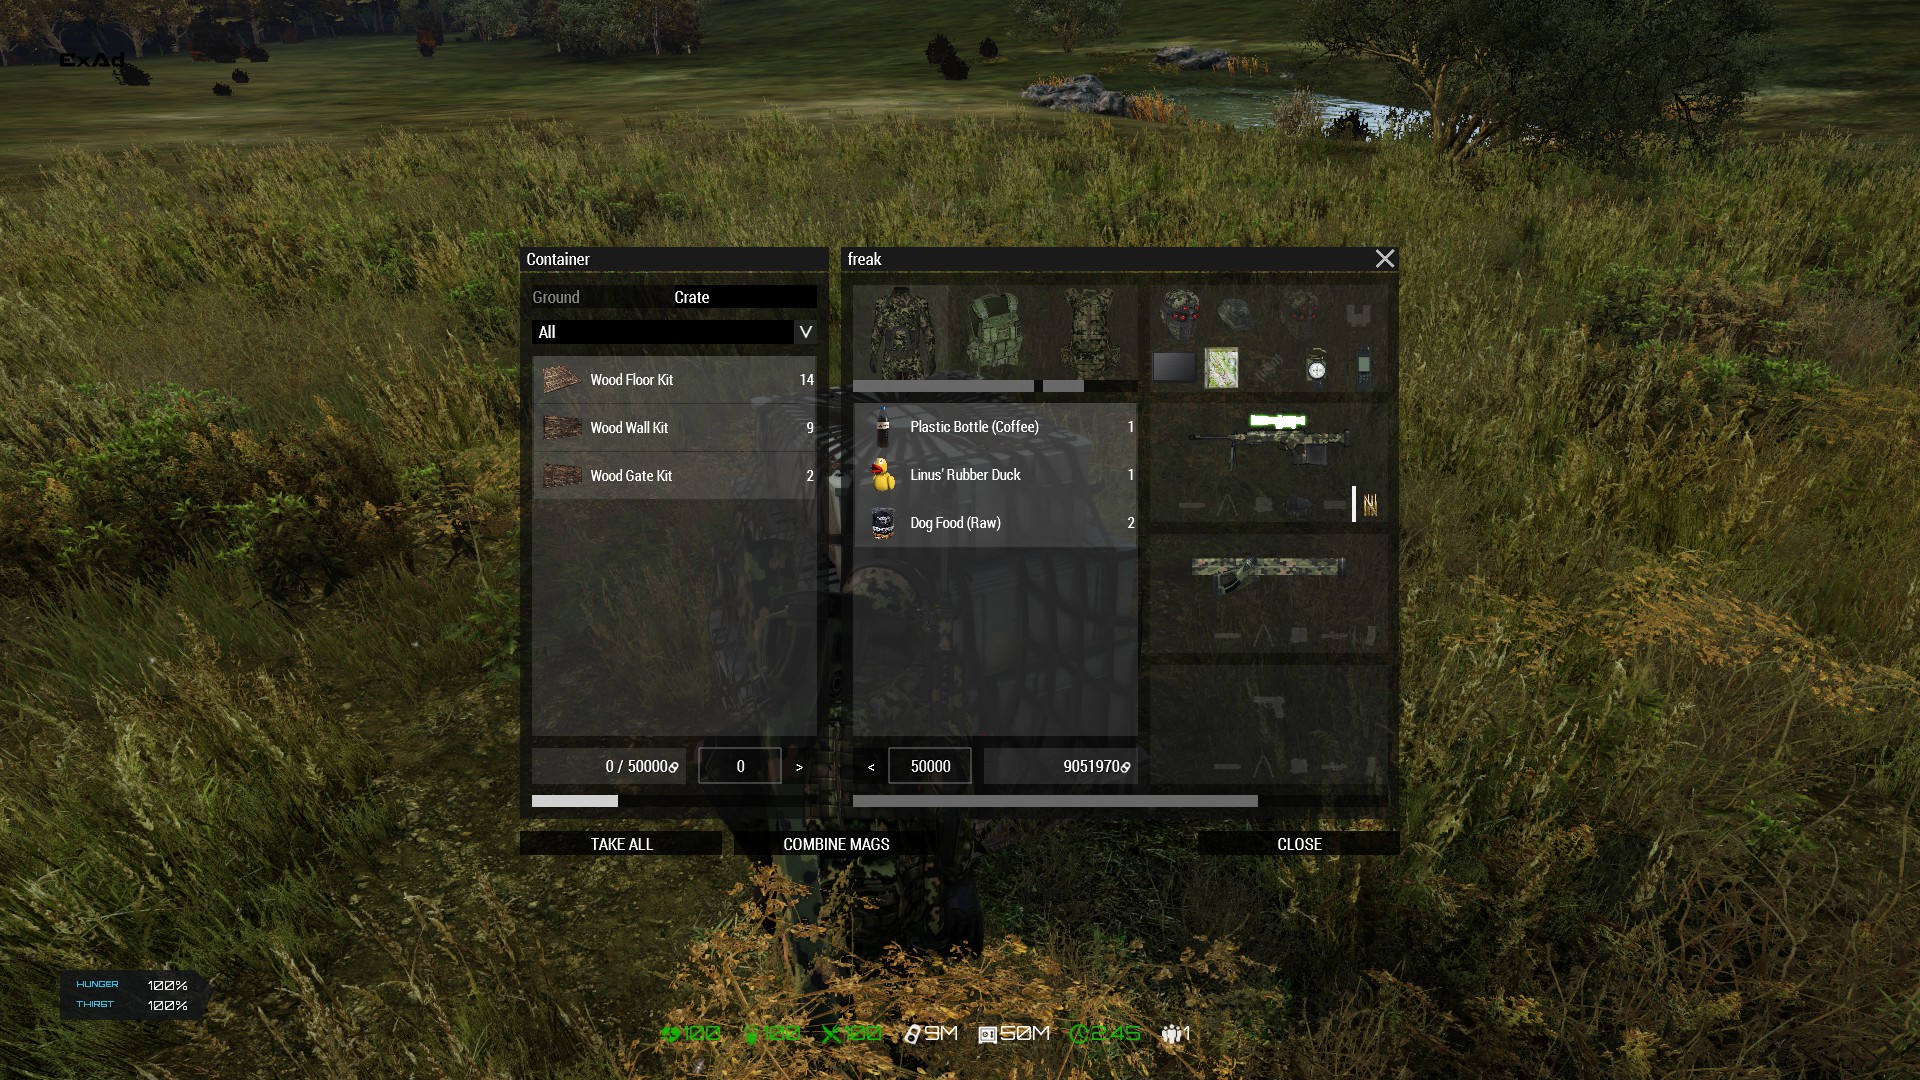 ExAd
Container
freak
Ground
Crate
All
V
Wood Floor Kit 14
Wood Wall Kit 9
Wood Gate Kit 2
Plastic Bottle (Coffee) 1
Linus' Rubber Duck 1
Dog Food (Raw) 2
0 / 50000
0
>
<
50000
9051970
TAKE ALL
COMBINE MAGS
CLOSE
HUNGER 100%
THIRST 100%
100 100 100 9M 50M 2:45 1